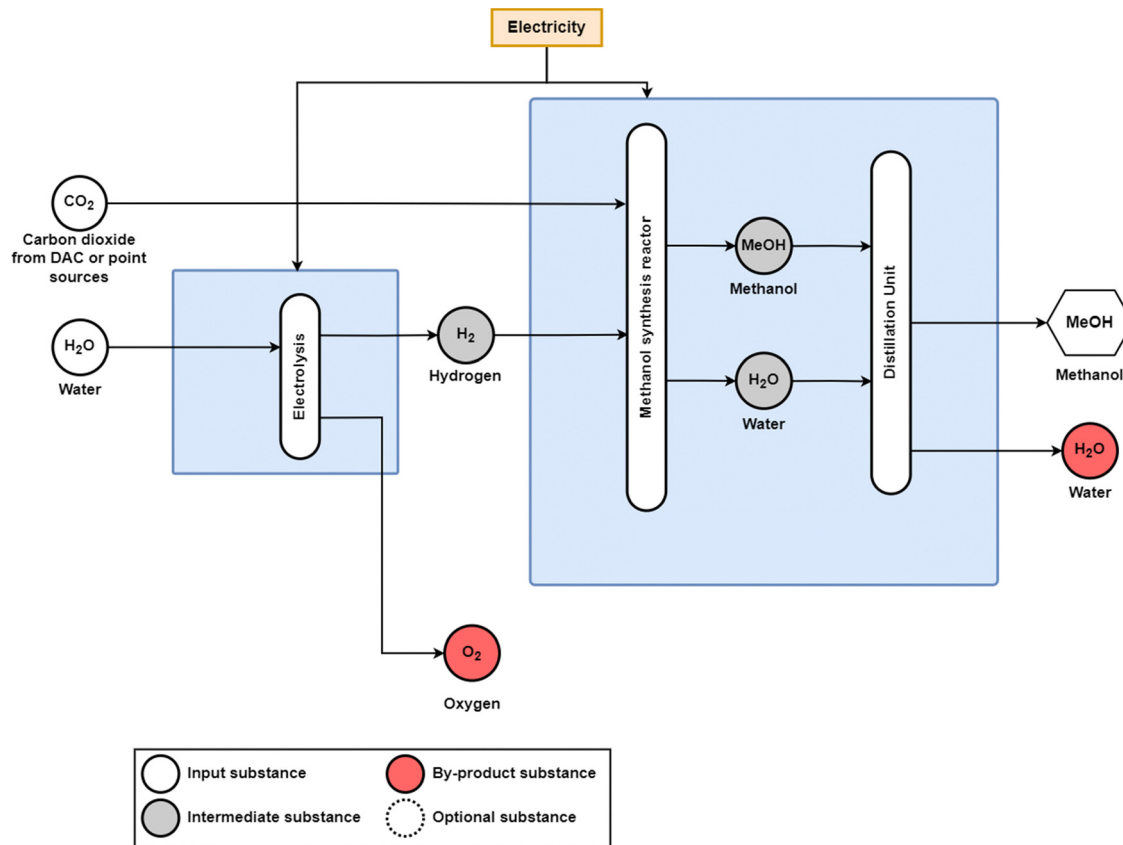 Electricity
CO₂
Carbon dioxide
from DAC or point
sources
H₂O
Water
Electrolysis
H₂
Hydrogen
O₂
Oxygen
Methanol synthesis reactor
MeOH
Methanol
H₂O
Water
Distillation Unit
MeOH
Methanol
H₂O
Water
Input substance
By-product substance
Intermediate substance
Optional substance